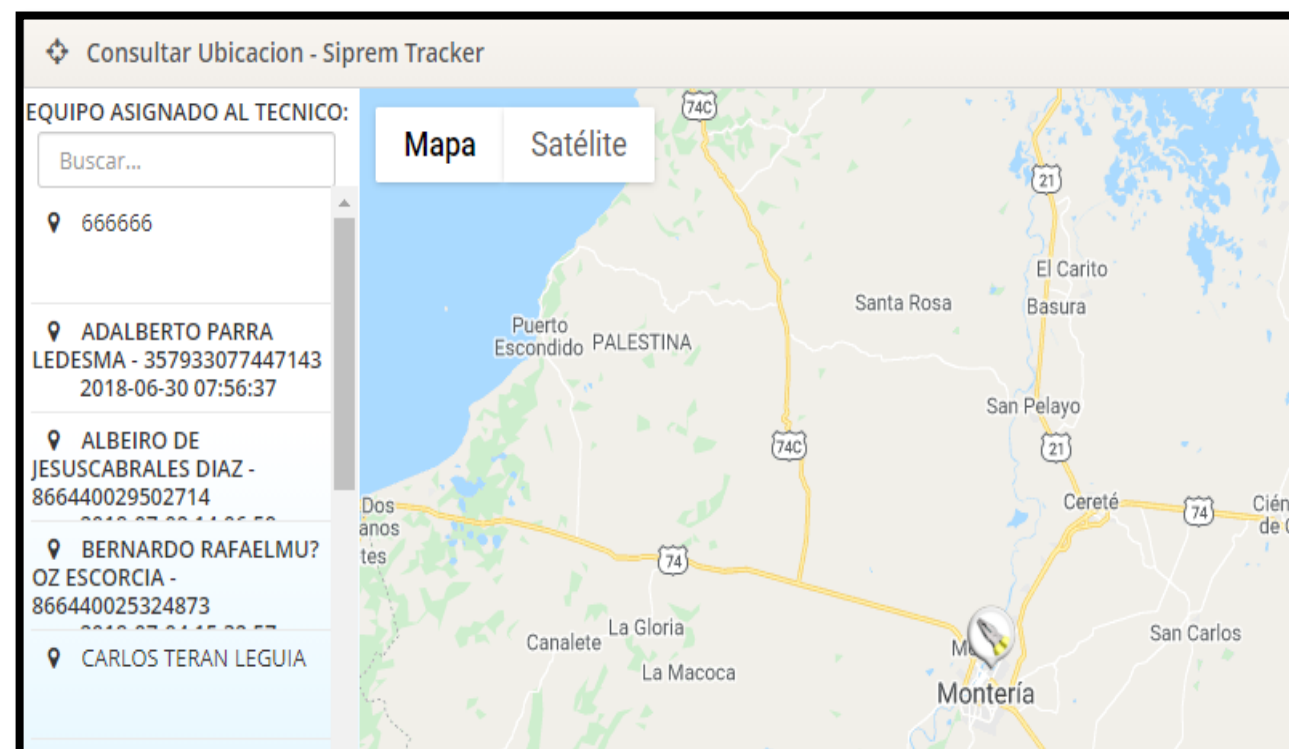 Consultar Ubicacion - Siprem Tracker
EQUIPO ASIGNADO AL TECNICO:
Buscar...
666666
ADALBERTO PARRA
LEDESMA - 357933077447143
2018-06-30 07:56:37
ALBEIRO DE
JESUSCABRALES DIAZ -
866440029502714
BERNARDO RAFAELMU?
OZ ESCORCIA -
866440025324873
CARLOS TERAN LEGUIA
Mapa Satélite
74C
21
El Carito
Santa Rosa
Basura
Puerto
Escondido
PALESTINA
San Pelayo
74C
21
Dos
anos
tes
Cereté
74
Cién
de
74
La Gloria
Canalete
San Carlos
La Macoca
Montería